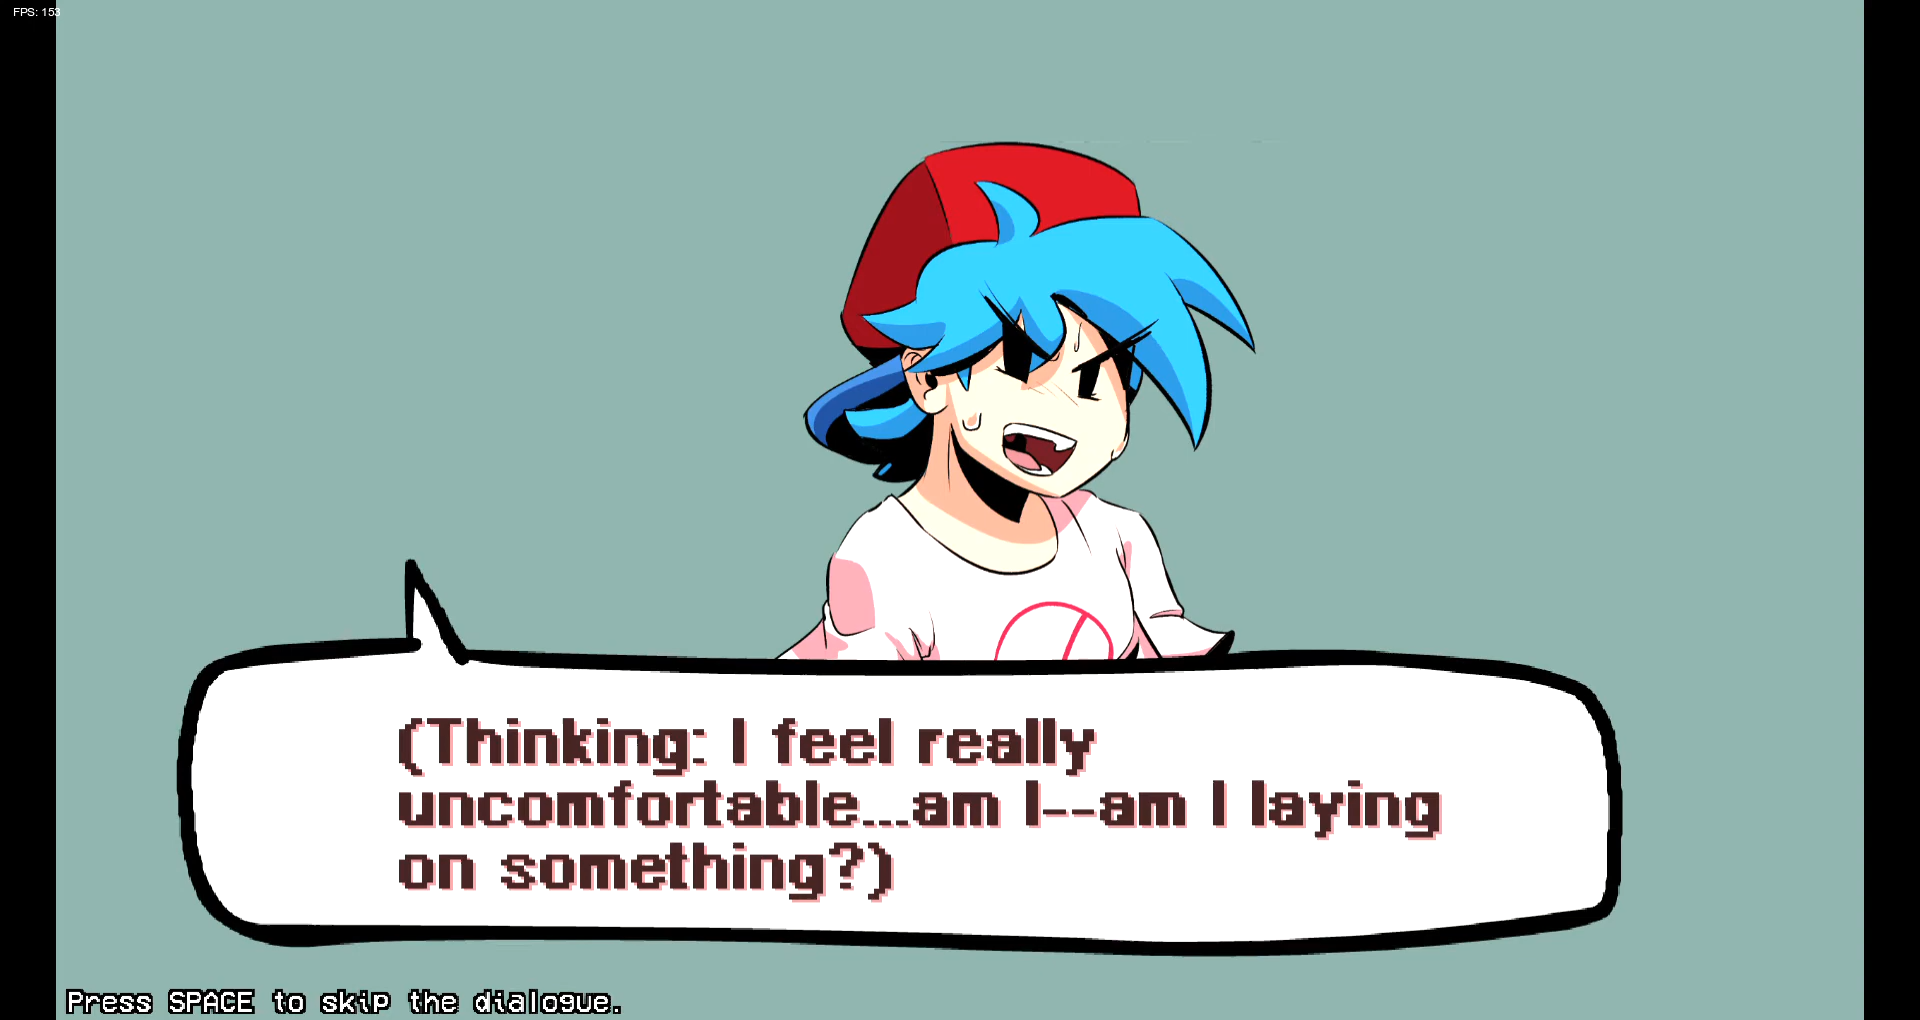 FPS: 153
(Thinking: I feel really
uncomfortable...am I--am I laying
on something?)
Press SPACE to skip the dialogue.